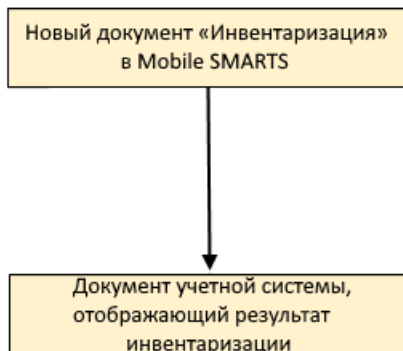 Новый документ «Инвентаризация»
в Mobile SMARTS
Документ учетной системы,
отображающий результат
инвентаризации